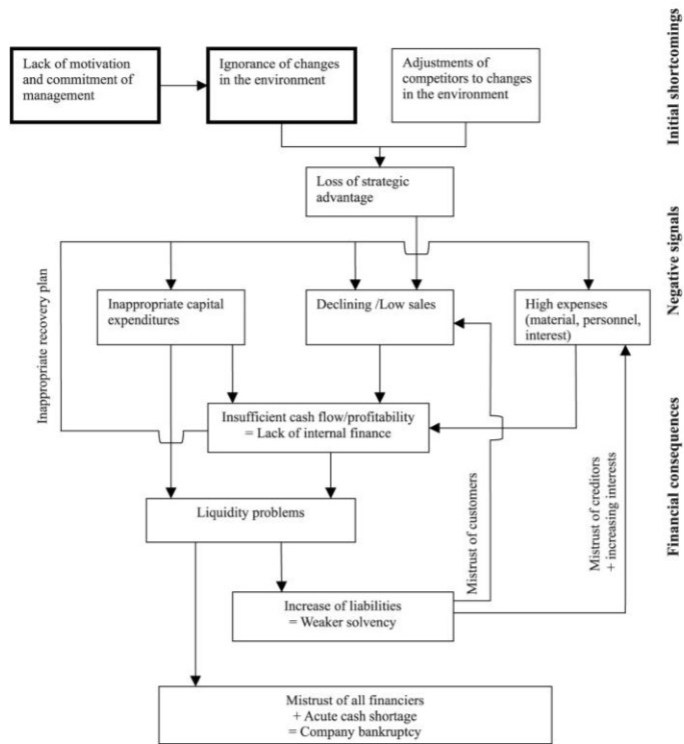 Lack of motivation
and commitment of
management
Ignorance of changes
in the environment
Adjustments of
competitors to changes
in the environment
Initial shortcomings
Loss of strategic
advantage
Negative signals
Inappropriate recovery plan
Inappropriate capital
expenditures
Declining /Low sales
High expenses
(material, personnel,
interest)
Insufficient cash flow/profitability
= Lack of internal finance
Financial consequences
Mistrust of customers
Mistrust of creditors
+ increasing interests
Liquidity problems
Increase of liabilities
= Weaker solvency
Mistrust of all financiers
+ Acute cash shortage
= Company bankruptcy